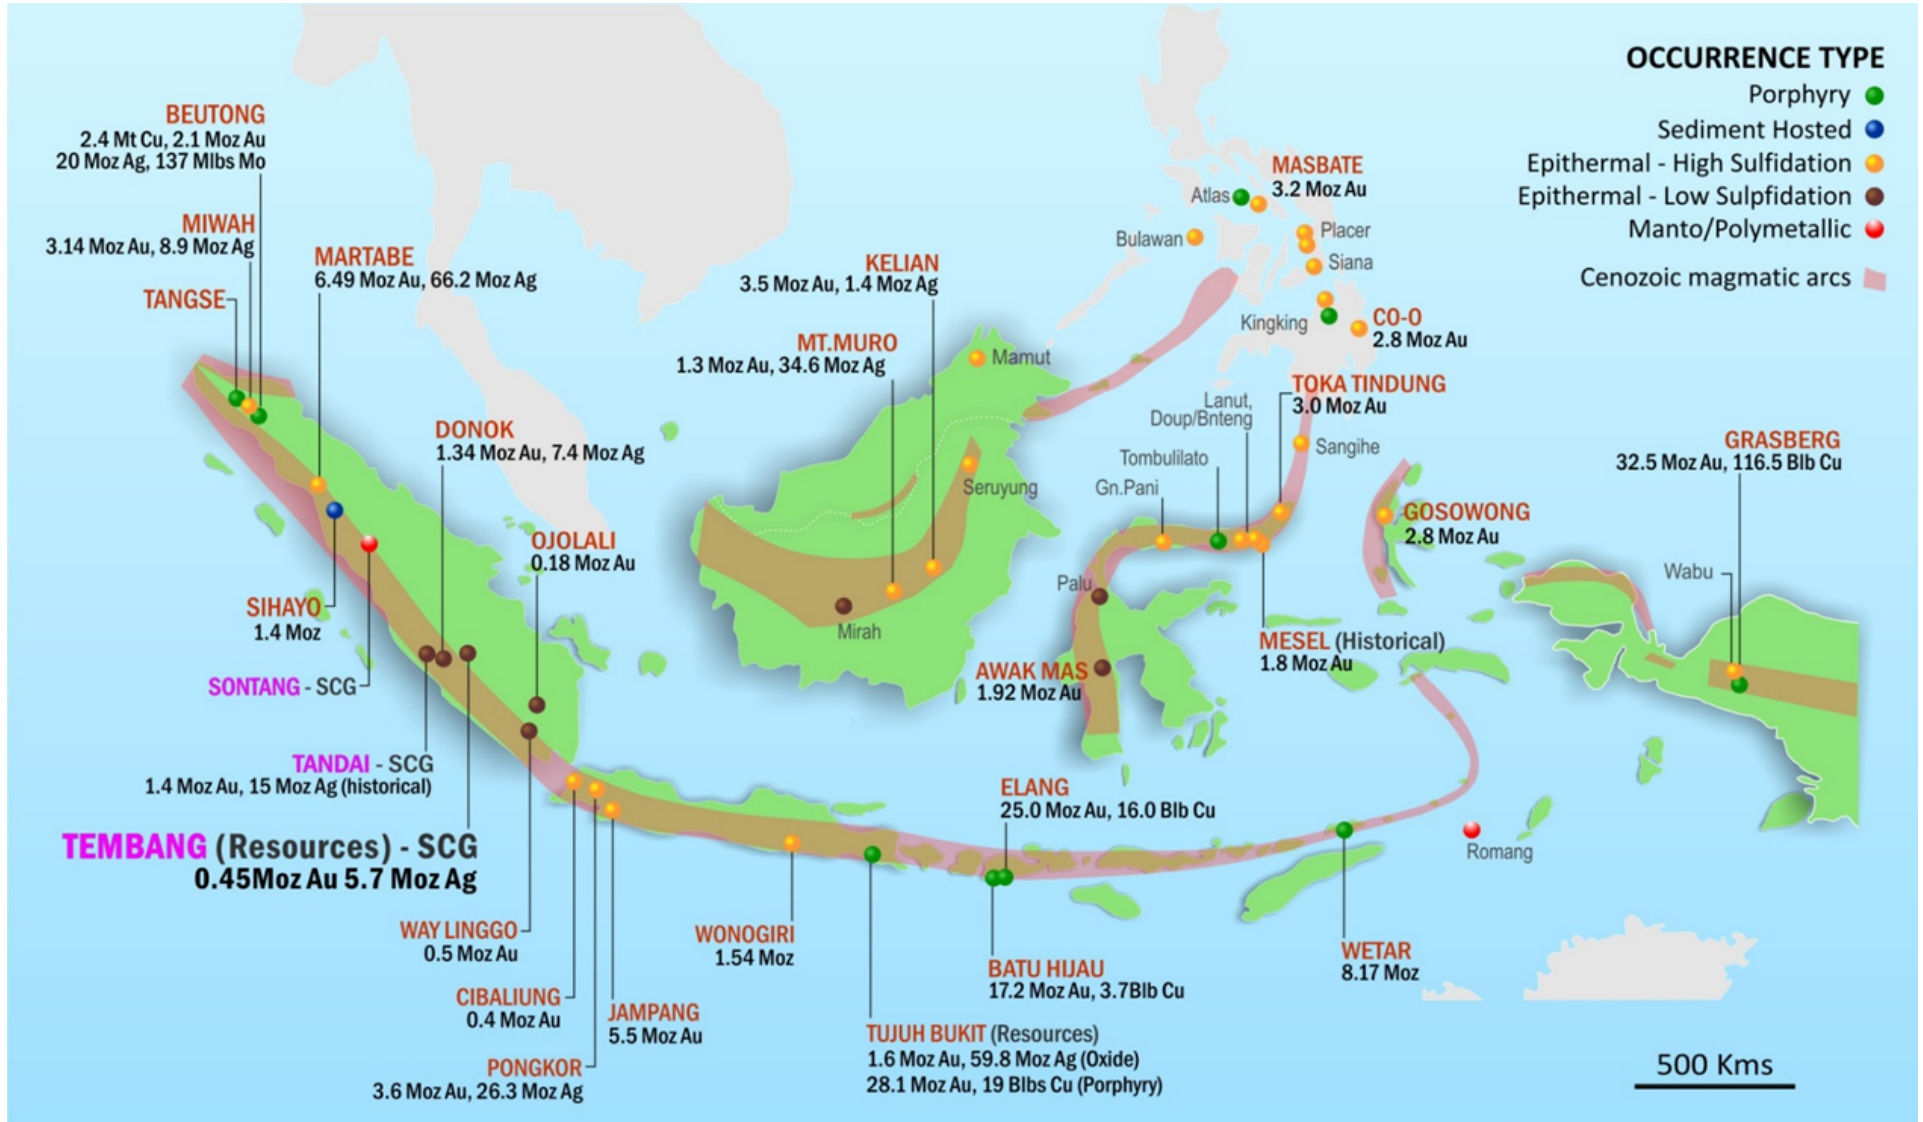 OCCURRENCE TYPE
Porphyry
Sediment Hosted
Epithermal - High Sulfidation
Epithermal - Low Sulpfidation
Manto/Polymetallic
Cenozoic magmatic arcs
BEUTONG
2.4 Mt Cu, 2.1 Moz Au
20 Moz Ag, 137 Mlbs Mo
MIWAH
3.14 Moz Au, 8.9 Moz Ag
TANGSE
MARTABE
6.49 Moz Au, 66.2 Moz Ag
DONOK
1.34 Moz Au, 7.4 Moz Ag
OJOLALI
0.18 Moz Au
SIHAYO
1.4 Moz
SONTANG - SCG
TANDAI - SCG
1.4 Moz Au, 15 Moz Ag (historical)
TEMBANG (Resources) - SCG
0.45Moz Au 5.7 Moz Ag
WAY LINGGO
0.5 Moz Au
CIBALIUNG
0.4 Moz Au
PONGKOR
3.6 Moz Au, 26.3 Moz Ag
JAMPANG
5.5 Moz Au
WONOGIRI
1.54 Moz
TUJUH BUKIT (Resources)
1.6 Moz Au, 59.8 Moz Ag (Oxide)
28.1 Moz Au, 19 Blbs Cu (Porphyry)
BATU HIJAU
17.2 Moz Au, 3.7Blb Cu
ELANG
25.0 Moz Au, 16.0 Blb Cu
WETAR
8.17 Moz
Romang
KELIAN
3.5 Moz Au, 1.4 Moz Ag
MT.MURO
1.3 Moz Au, 34.6 Moz Ag
Mamut
Seruyung
Mirah
Atlas
MASBATE
3.2 Moz Au
Bulawan
Placer
Siana
Kingking
CO-O
2.8 Moz Au
TOKA TINDUNG
3.0 Moz Au
Lanut,
Doup/Bnteng
Sangihe
Tombulilato
Gn.Pani
Palu
AWAK MAS
1.92 Moz Au
MESEL (Historical)
1.8 Moz Au
GOSOWONG
2.8 Moz Au
GRASBERG
32.5 Moz Au, 116.5 Blb Cu
Wabu
500 Kms